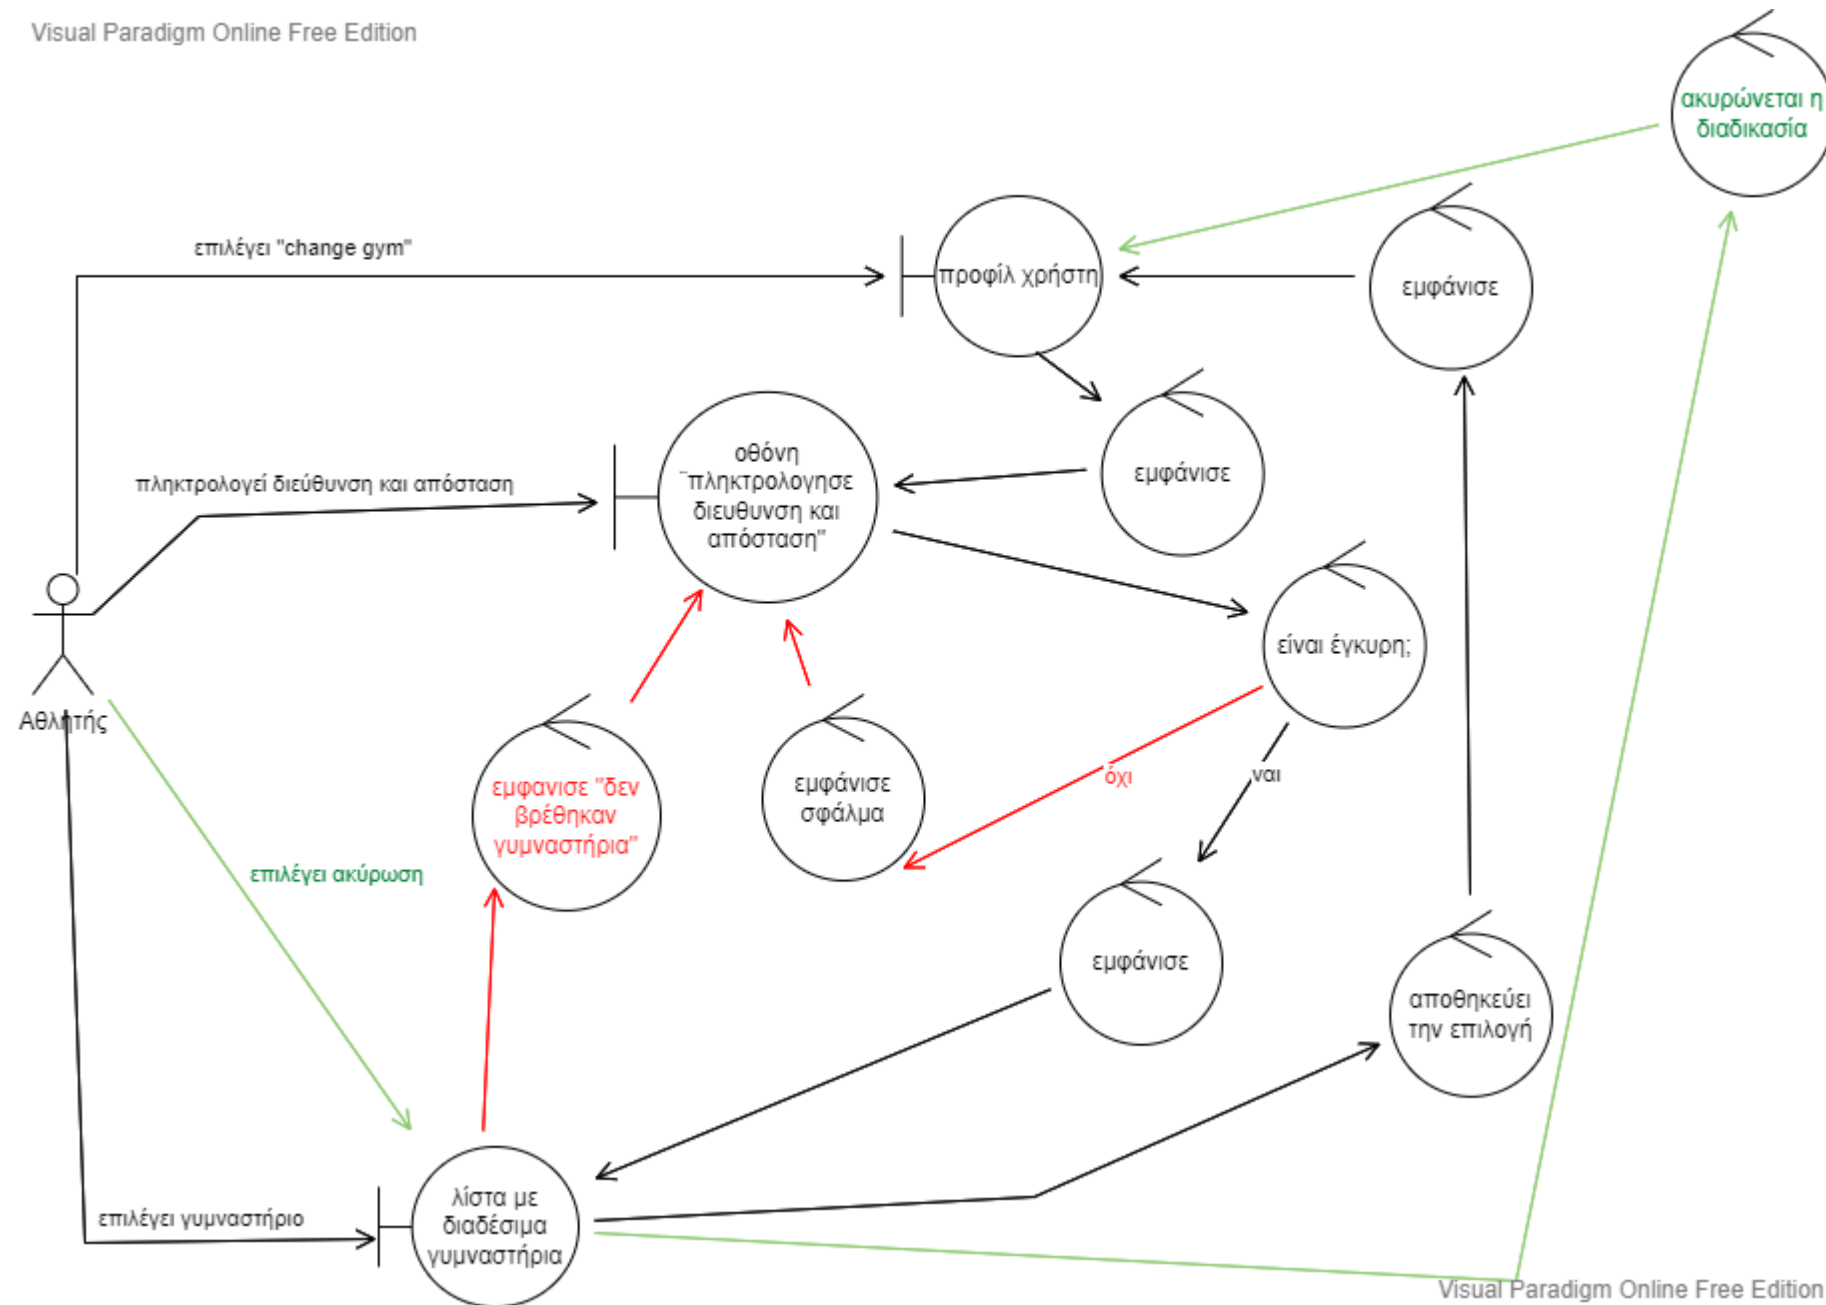 Visual Paradigm Online Free Edition
ακυρώνεται η
διαδικασία
επιλέγει "change gym"
προφίλ χρήστη
εμφάνισε
οθόνη
¨πληκτρολογησε
διευθυνση και
απόσταση"
εμφάνισε
πληκτρολογεί διεύθυνση και απόσταση
είναι έγκυρη;
Αθλητής
εμφανισε "δεν
βρέθηκαν
γυμναστήρια"
εμφάνισε
σφάλμα
όχι
ναι
επιλέγει ακύρωση
εμφάνισε
αποθηκεύει
την επιλογή
επιλέγει γυμναστήριο
λίστα με
διαδέσιμα
γυμναστήρια
Visual Paradigm Online Free Edition